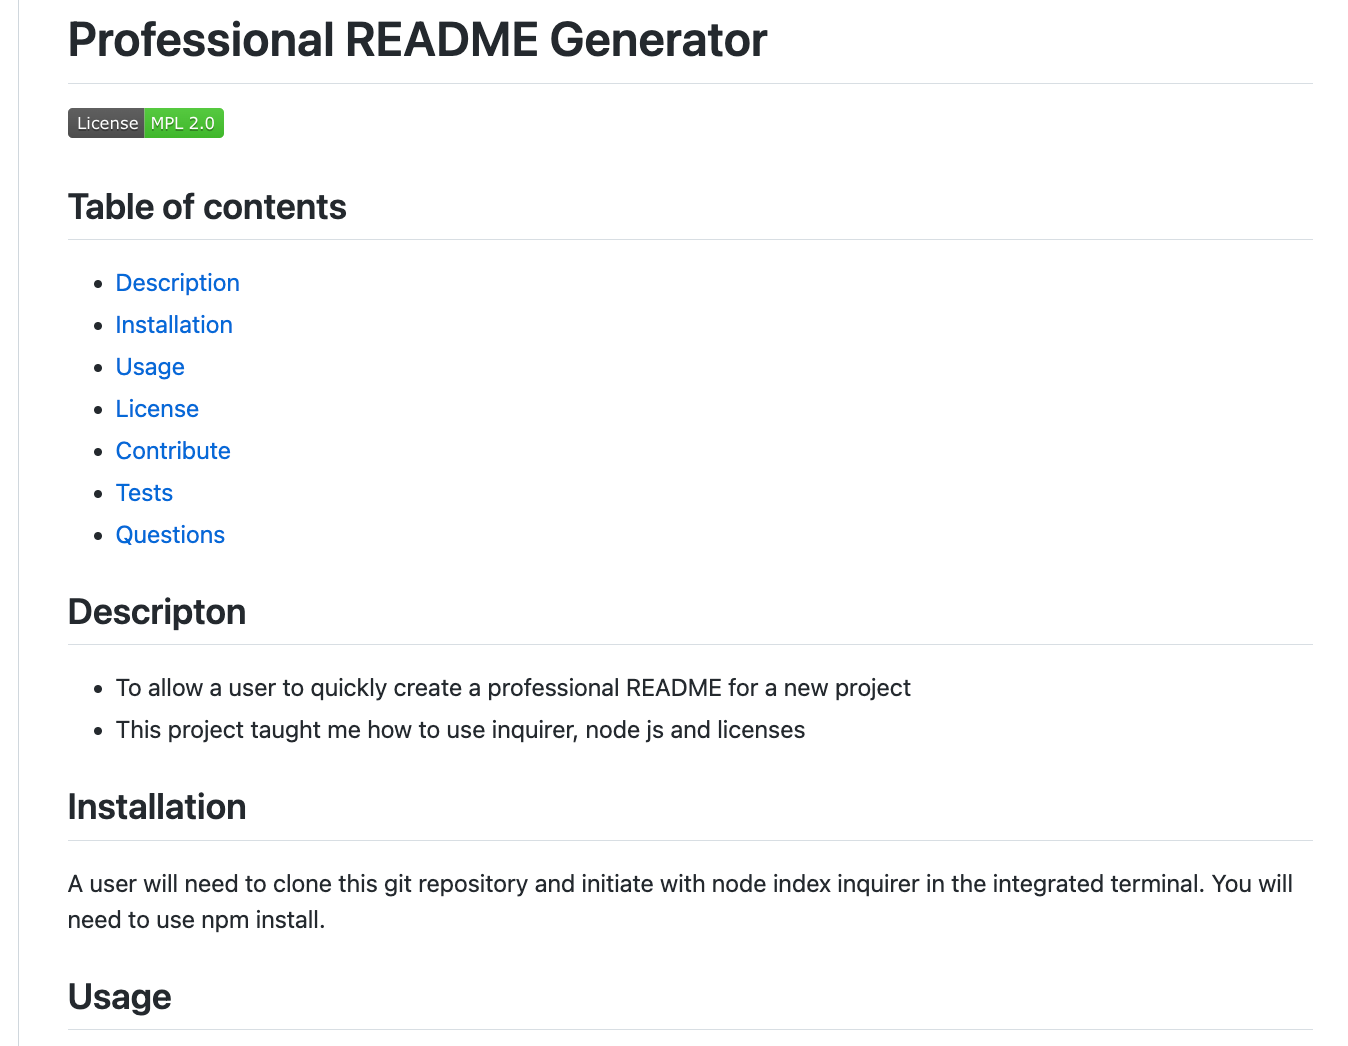 Professional README Generator
License MPL 2.0
Table of contents
Description
Installation
Usage
License
Contribute
Tests
Questions
Descripton
To allow a user to quickly create a professional README for a new project
This project taught me how to use inquirer, node js and licenses
Installation
A user will need to clone this git repository and initiate with node index inquirer in the integrated terminal. You will
need to use npm install.
Usage